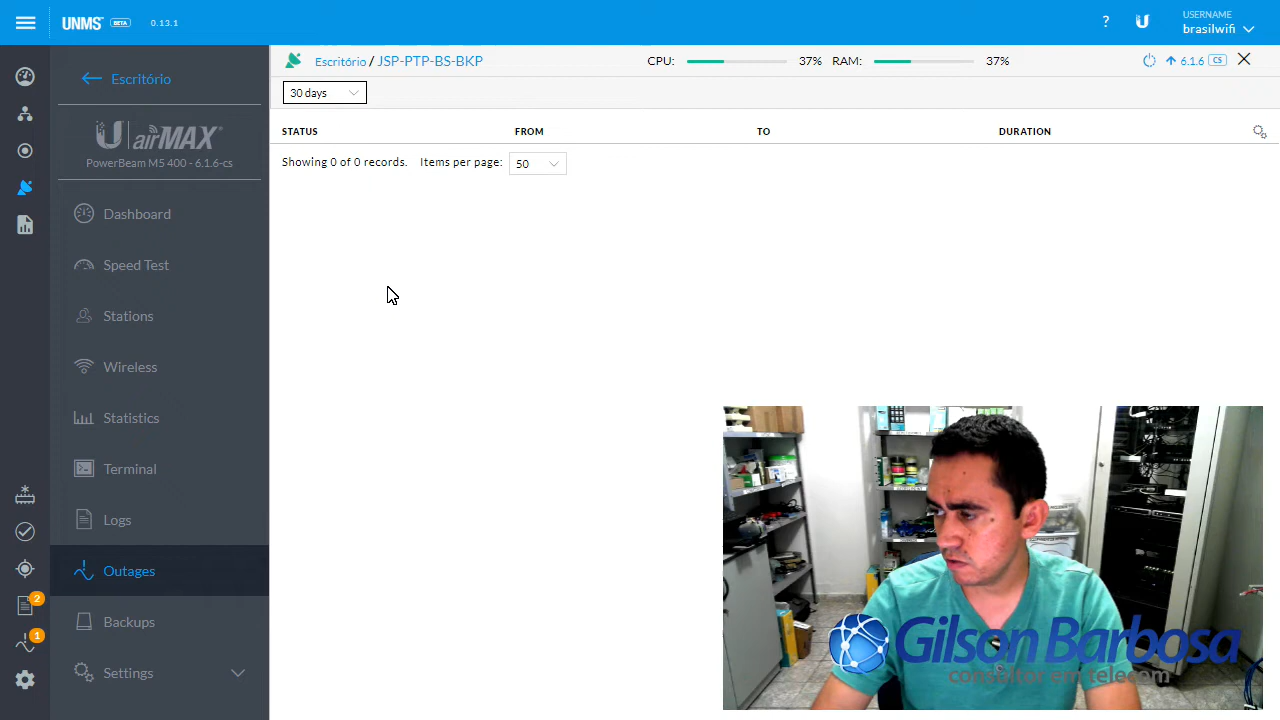 UNMS BETA 0.13.1
?
USERNAME
brasilwifi
Escritório
airMAX
PowerBeam M5 400 - 6.1.6-cs
Dashboard
Speed Test
Stations
Wireless
Statistics
Terminal
Logs
Outages
Backups
Settings
2
1
Escritório / JSP-PTP-BS-BKP
CPU: 37% RAM: 37%
6.1.6 CS
30 days
STATUS FROM TO DURATION
Showing 0 of 0 records. Items per page: 50
Gilson Barbosa
consultor em telecom